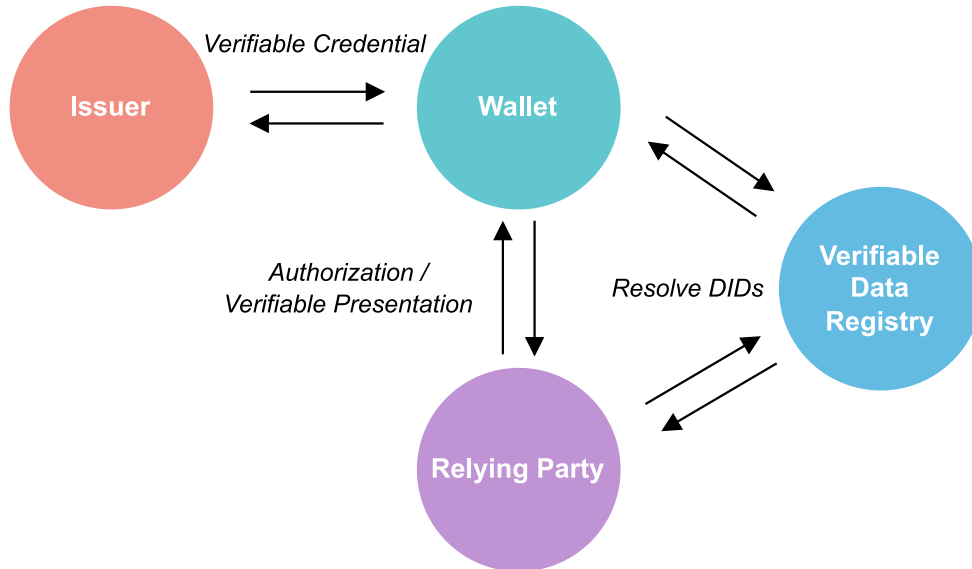 Verifiable Credential
Issuer
Wallet
Authorization /
Verifiable Presentation
Resolve DIDs
Verifiable
Data
Registry
Relying Party